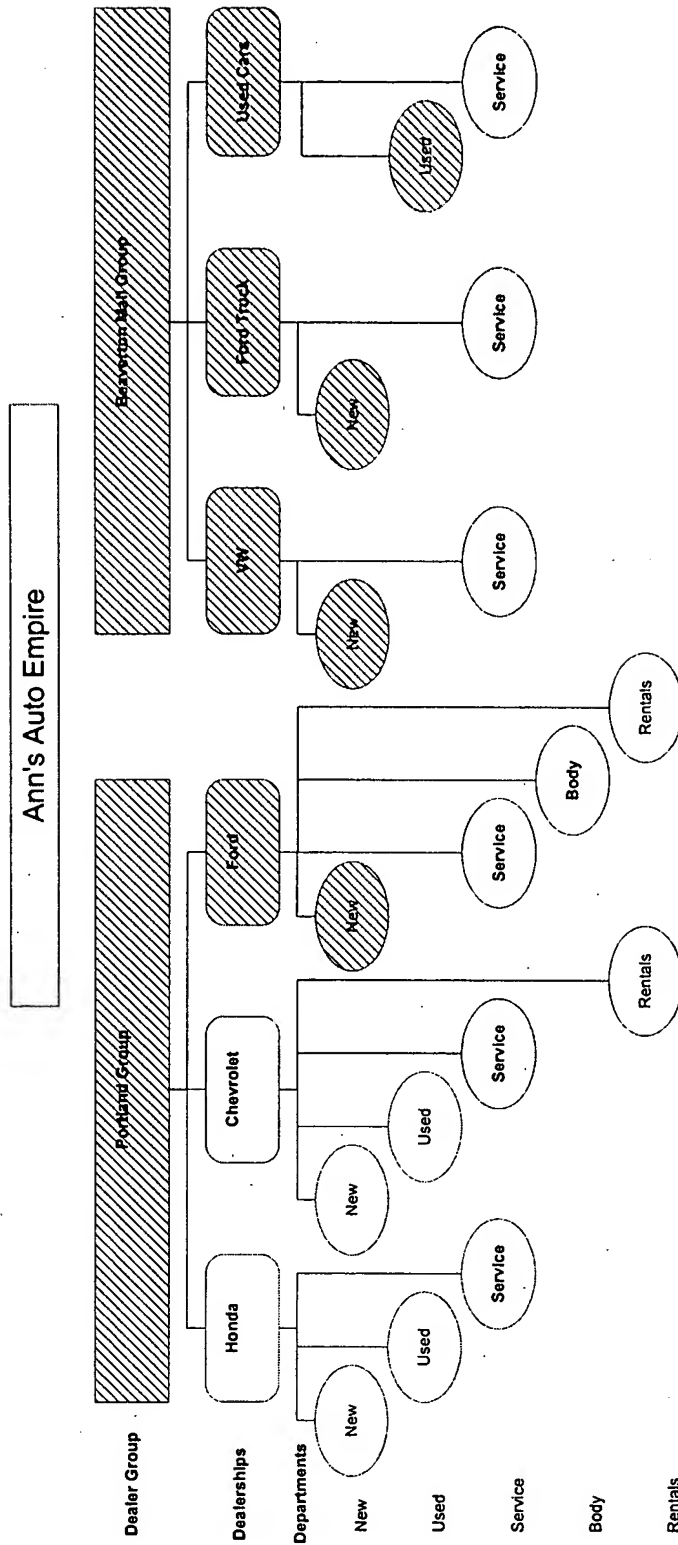 Ann's Auto Empire
Dealer Group
Portland Group
Beaverton Mall Group
Dealerships
Honda
Chevrolet
Ford
VW
Ford Truck
Used Cars
Departments
New
New
New
New
New
New
Used
Used
Used
Used
Service
Service
Service
Service
Service
Service
Service
Body
Body
Rentals
Rentals
Rentals